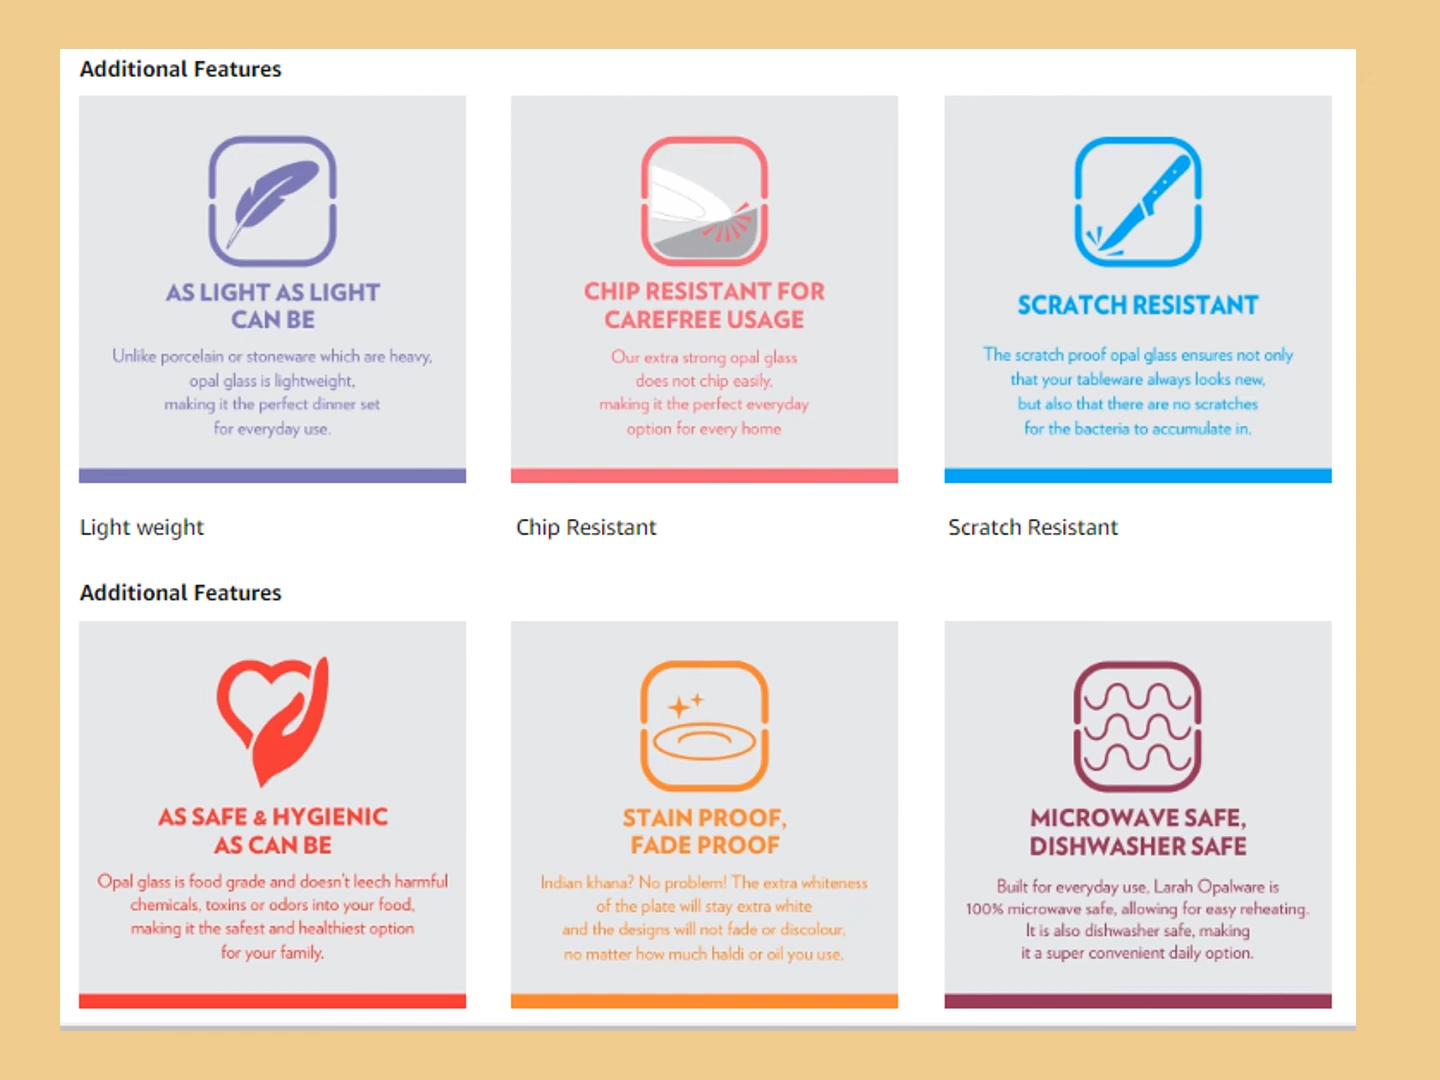 Additional Features
AS LIGHT AS LIGHT
CAN BE
Unlike porcelain or stoneware which are heavy,
opal glass is lightweight,
making it the perfect dinner set
for everyday use.
CHIP RESISTANT FOR
CAREFREE USAGE
Our extra strong opal glass
does not chip easily,
making it the perfect everyday
option for every home
SCRATCH RESISTANT
The scratch proof opal glass ensures not only
that your tableware always looks new,
but also that there are no scratches
for the bacteria to accumulate in.
Light weight
Chip Resistant
Scratch Resistant
Additional Features
AS SAFE & HYGIENIC
AS CAN BE
Opal glass is food grade and doesn't leech harmful
chemicals, toxins or odors into your food,
making it the safest and healthiest option
for your family.
STAIN PROOF,
FADE PROOF
Indian khana? No problem! The extra whiteness
of the plate will stay extra white
and the designs will not fade or discolour,
no matter how much haldi or oil you use.
MICROWAVE SAFE,
DISHWASHER SAFE
Built for everyday use, Larah Opalware is
100% microwave safe, allowing for easy reheating.
It is also dishwasher safe, making
it a super convenient daily option.